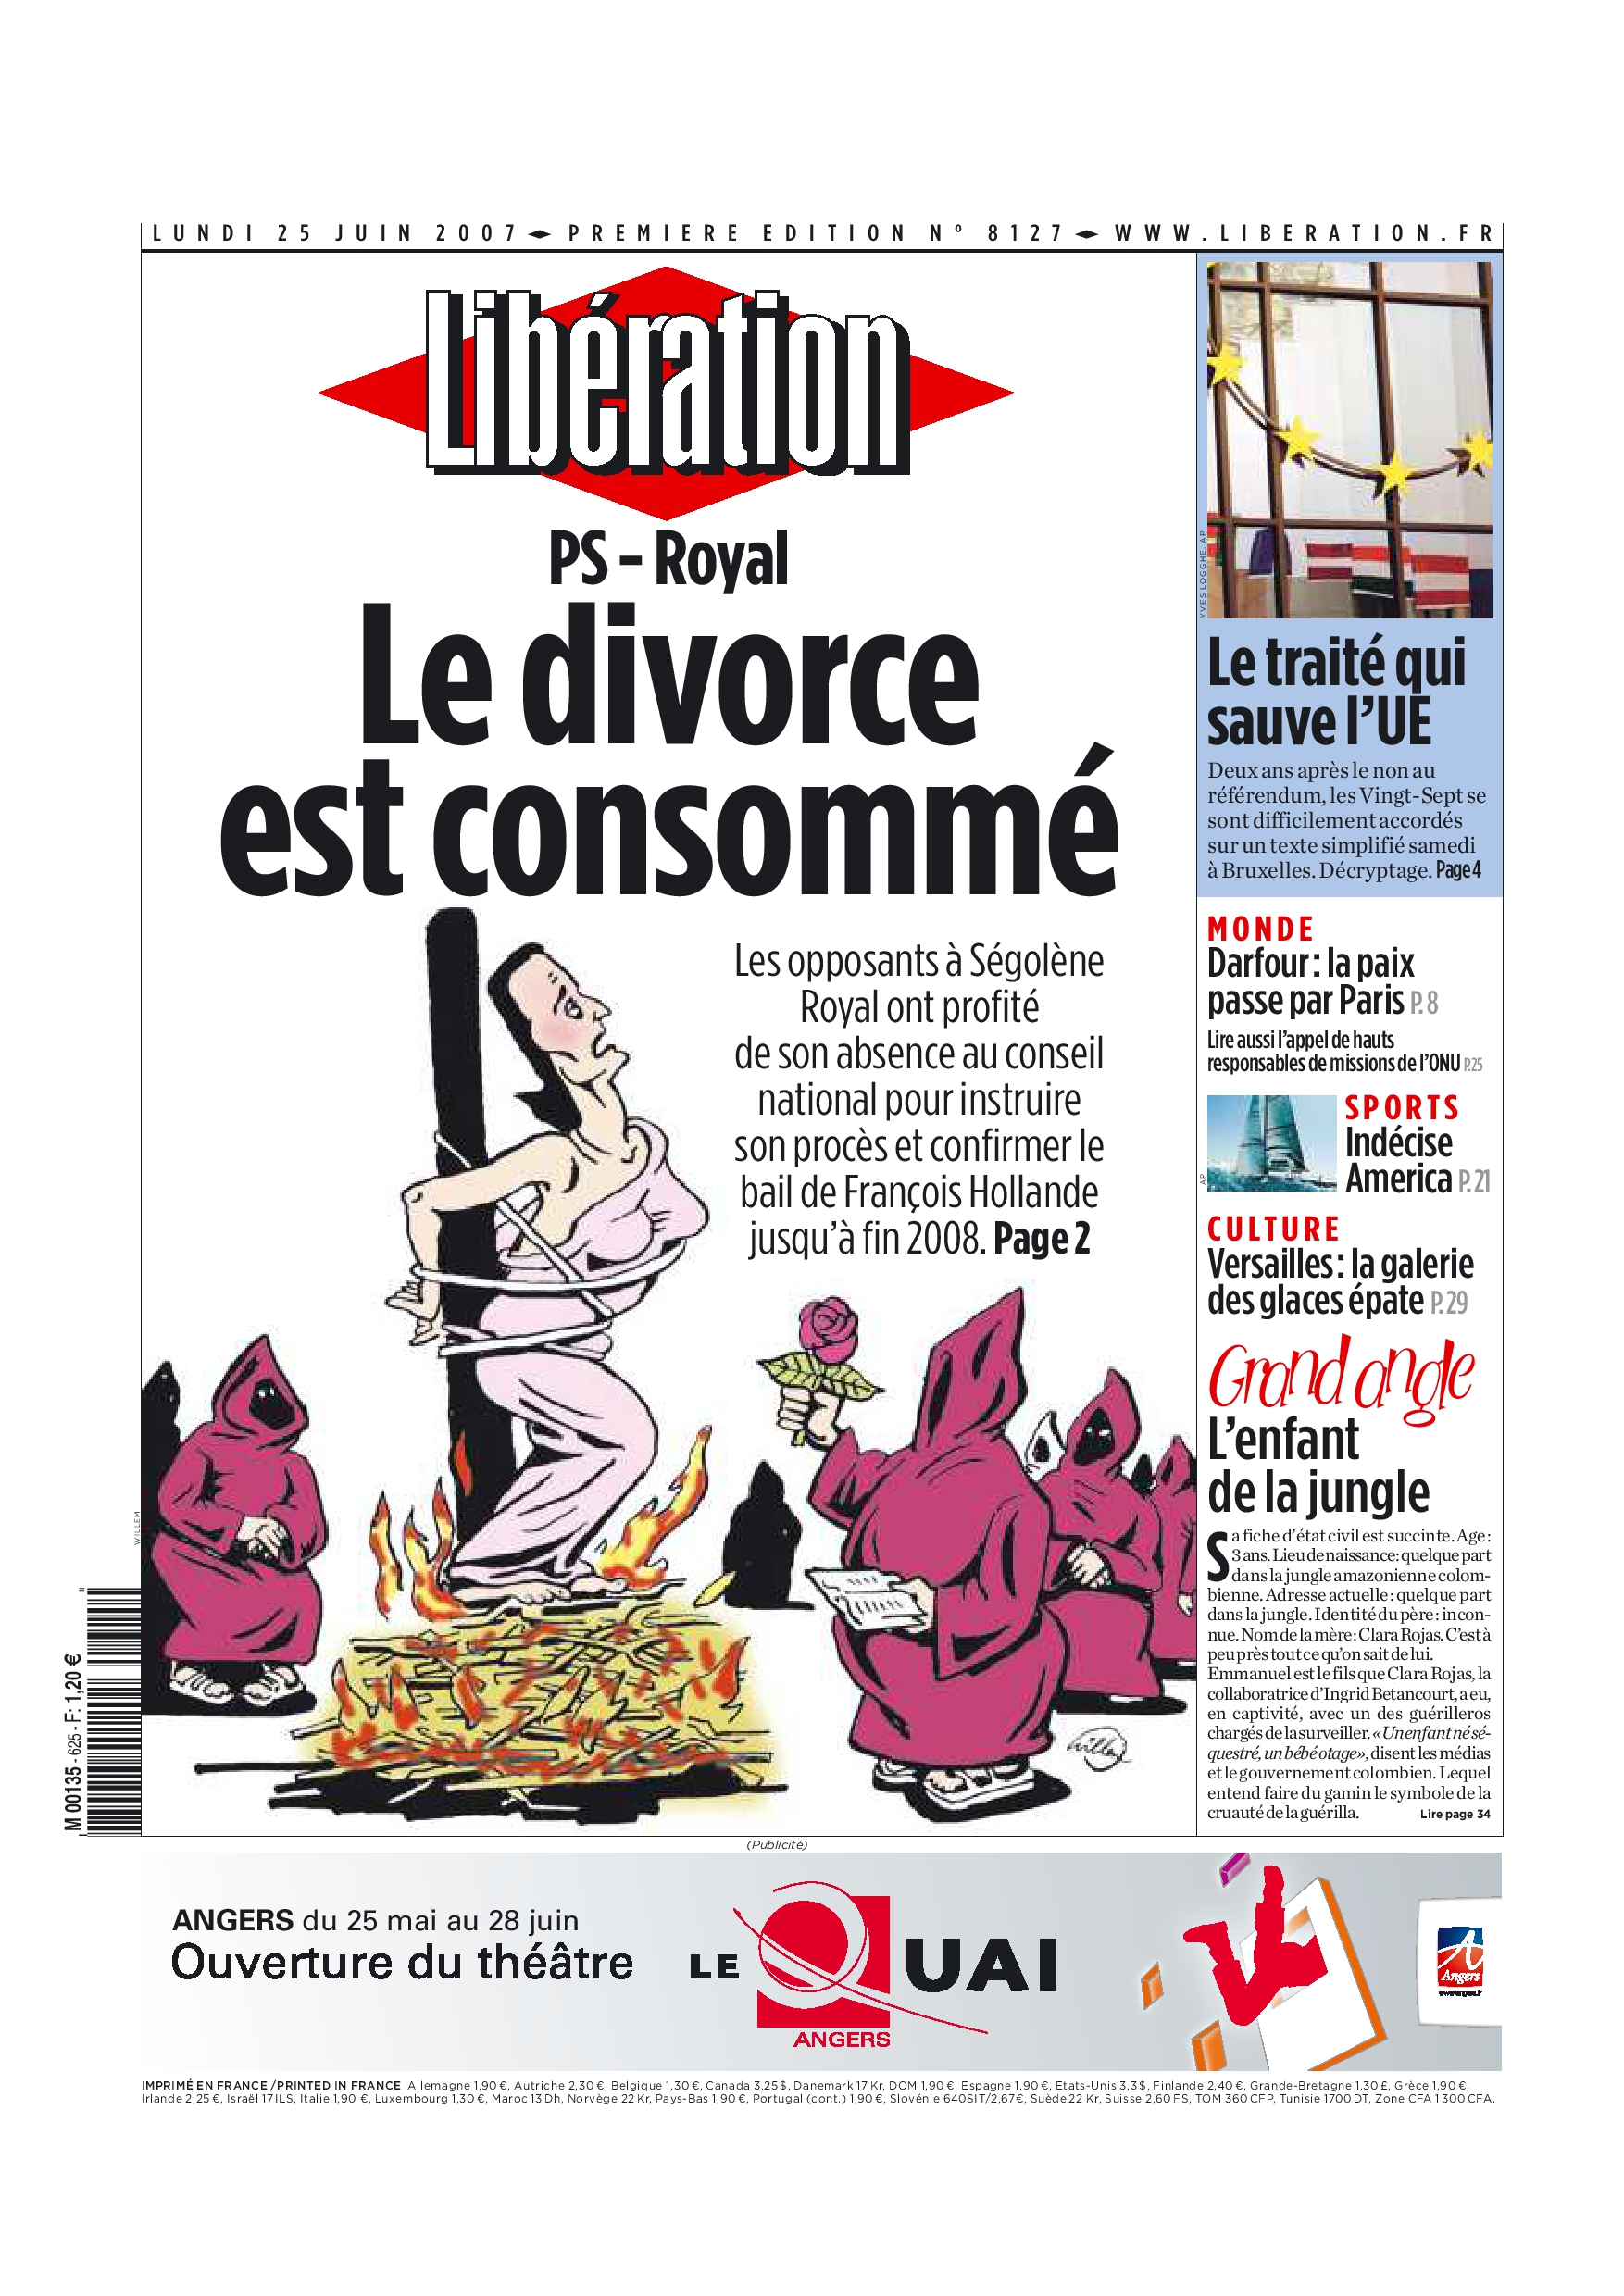 LUNDI 25 JUIN 2007 PREMIERE EDITION Nº 8127 WWW.LIBERATION.FR
Libération
PS – Royal
Le divorce
est consommé
Les opposants à Ségolène
Royal ont profité
de son absence au conseil
national pour instruire
son procès et confirmer le
bail de François Hollande
jusqu’à fin 2008. Page 2
WILLEM
Willem
M 00135 - 625 - F: 1,20 €
YVES LOGGHE. AP
Le traité qui
sauve l’UE
Deux ans après le non au
référendum, les Vingt-Sept se
sont difficilement accordés
sur un texte simplifié samedi
à Bruxelles. Décryptage. Page 4
MONDE
Darfour : la paix
passe par Paris P. 8
Lire aussi l’appel de hauts
responsables de missions de l’ONU P.25
AP
SPORTS
Indécise
America P. 21
CULTURE
Versailles : la galerie
des glaces épate P. 29
Grand angle
L’enfant
de la jungle
Sa fiche d’état civil est succinte. Age :
3 ans. Lieu de naissance : quelque part
dans la jungle amazonienne colom-
bienne. Adresse actuelle : quelque part
dans la jungle. Identité du père : incon-
nue. Nom de la mère : Clara Rojas. C’est à
peu près tout ce qu’on sait de lui.
Emmanuel est le fils que Clara Rojas, la
collaboratrice d’Ingrid Betancourt, a eu,
en captivité, avec un des guérilleros
chargés de la surveiller. « Un enfant né sé-
questré, un bébé otage », disent les médias
et le gouvernement colombien. Lequel
entend faire du gamin le symbole de la
cruauté de la guérilla. Lire page 34
(Publicité)
ANGERS du 25 mai au 28 juin
Ouverture du théâtre
LE QUAI
ANGERS
Angers
IMPRIMÉ EN FRANCE / PRINTED IN FRANCE Allemagne 1,90 €, Autriche 2,30 €, Belgique 1,30 €, Canada 3,25 $, Danemark 17 Kr, DOM 1,90 €, Espagne 1,90 €, Etats-Unis 3,3 $, Finlande 2,40 €, Grande-Bretagne 1,30 £, Grèce 1,90 €,
Irlande 2,25 €, Israël 17 ILS, Italie 1,90 €, Luxembourg 1,30 €, Maroc 13 Dh, Norvège 22 Kr, Pays-Bas 1,90 €, Portugal (cont.) 1,90 €, Slovénie 640 SIT/2,67 €, Suède 22 Kr, Suisse 2,60 FS, TOM 360 CFP, Tunisie 1700 DT, Zone CFA 1 300 CFA.